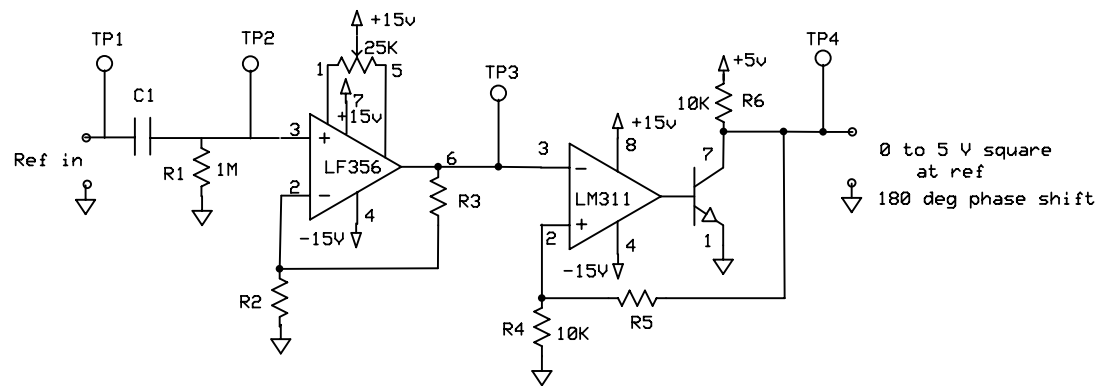 +15v
TP1
TP2
25K
TP4
1
5
TP3
+5v
C1
7
+15v
10K
R6
+15v
3
8
6
3
7
0 to 5 V square
at ref
180 deg phase shift
Ref in
R1
1M
+
LF356
-
2
-
LM311
+
R3
4
2
1
-15V
4
-15V
R2
R5
R4
10K